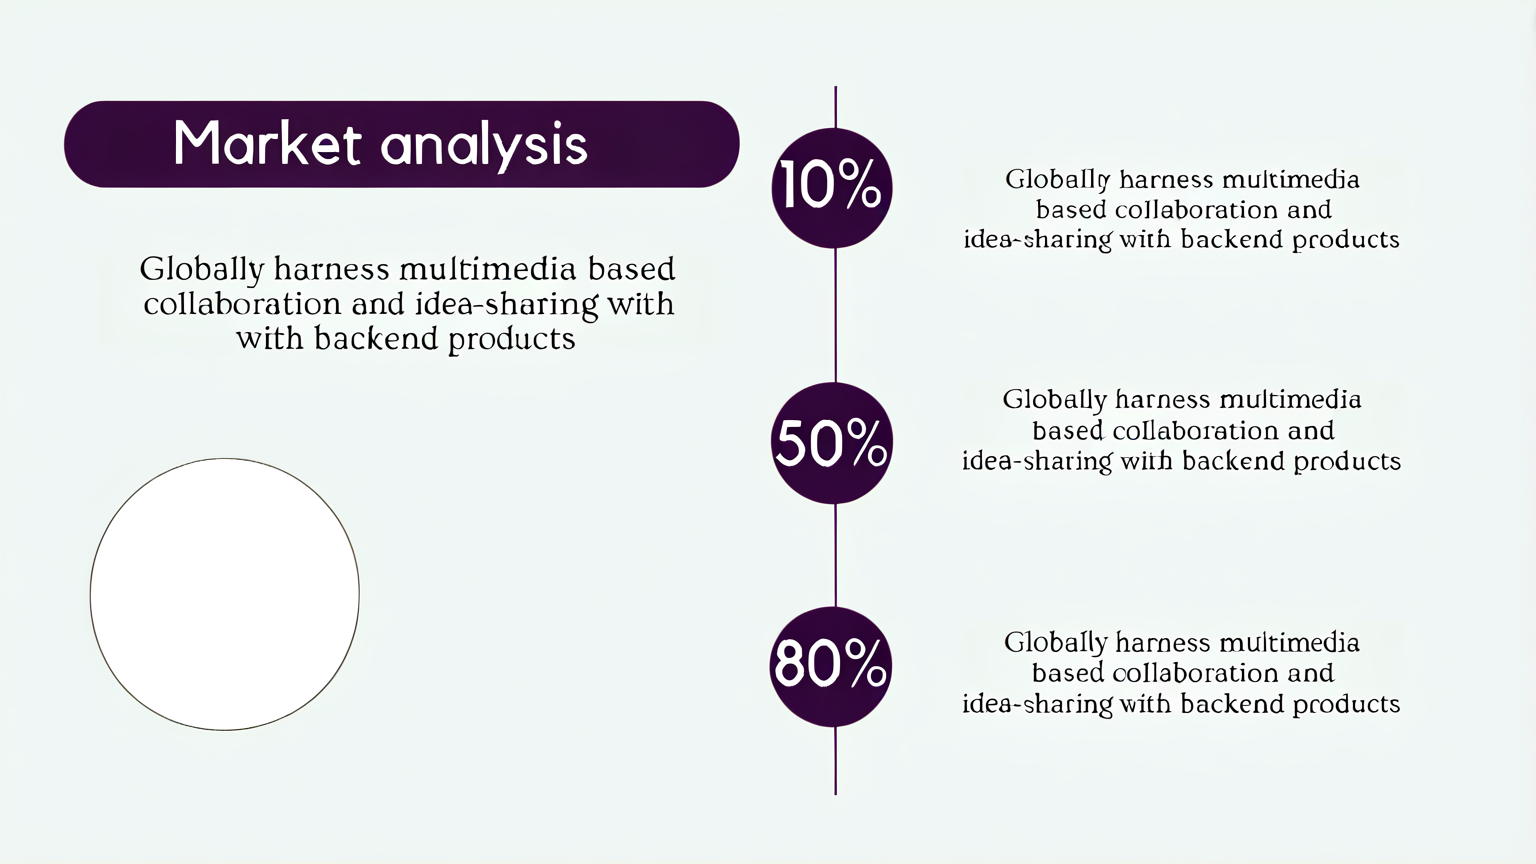 Market analysis
Globally harness multimedia based
collaboration and idea-sharing with
with backend products
10%
Globally harness multimedia
based collaboration and
idea-sharing with backend products
50%
Globally harness multimedia
based collaboration and
idea-sharing with backend products
80%
Globally harness multimedia
based collaboration and
idea-sharing with backend products